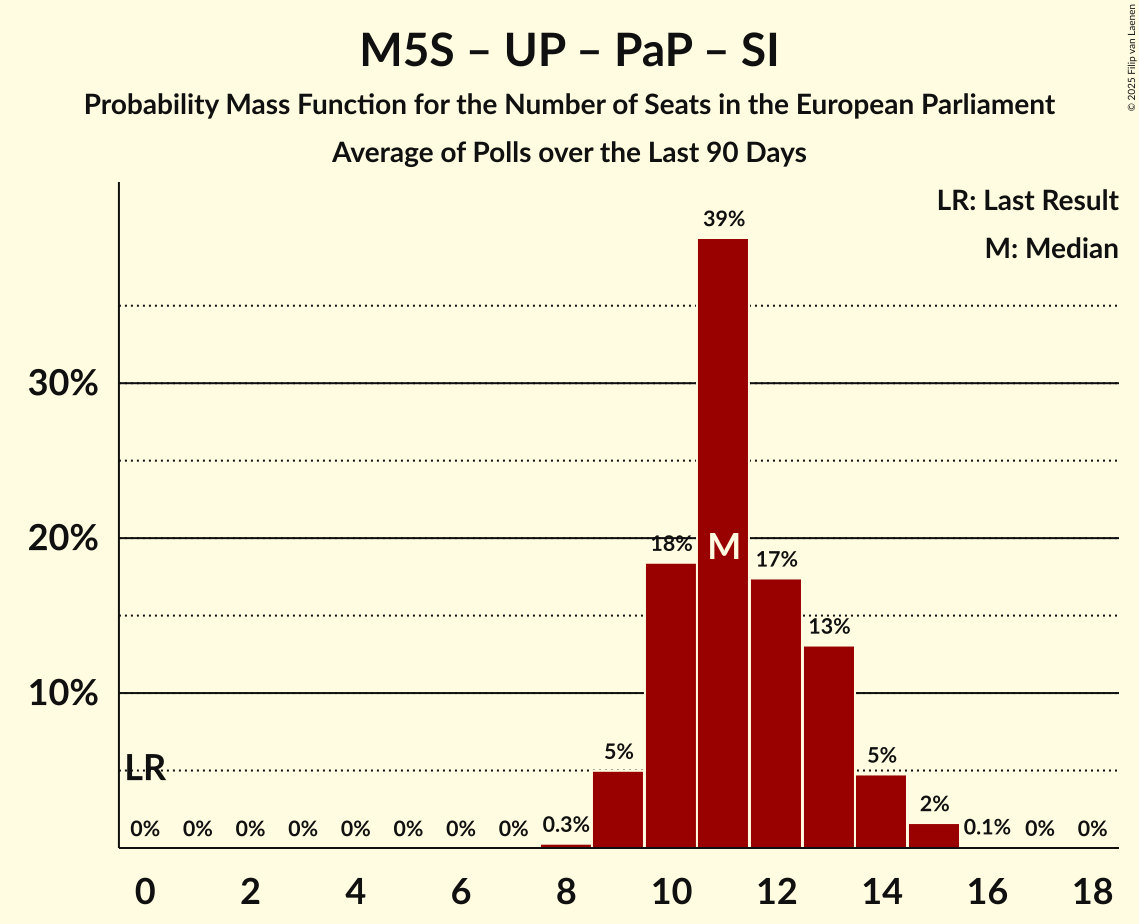 M5S – UP – PaP – SI
Probability Mass Function for the Number of Seats in the European Parliament
Average of Polls over the Last 90 Days
© 2025 Filip van Laenen
LR: Last Result
M: Median
39%
30%
20%
18%
M
17%
13%
10%
5%
LR
5%
2%
0% 0% 0% 0% 0% 0% 0% 0% 0.3% 0.1% 0% 0%
0 2 4 6 8 10 12 14 16 18